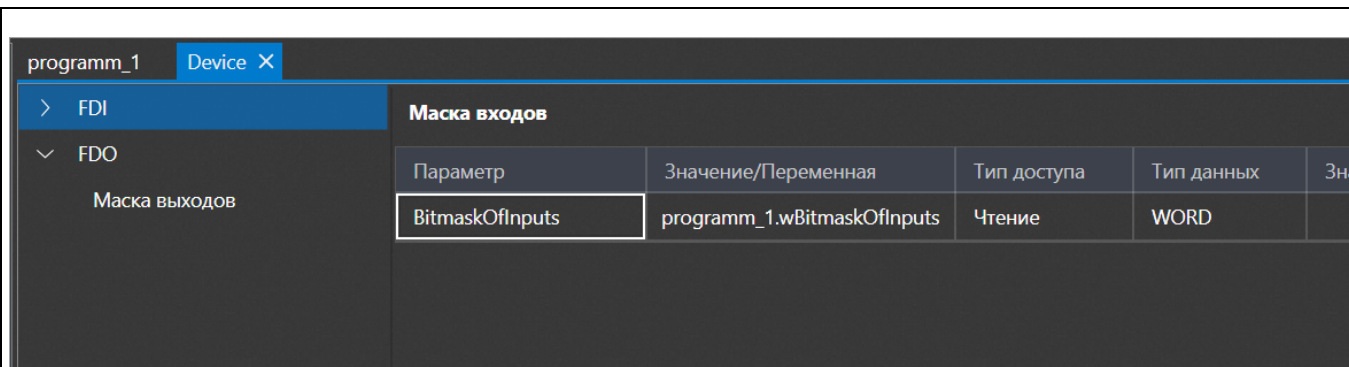 programm_1 Device
FDI
FDO
Маска выходов
Маска входов
Параметр Значение/Переменная Тип доступа Тип данных
BitmaskOfInputs programm_1.wBitmaskOfInputs Чтение WORD